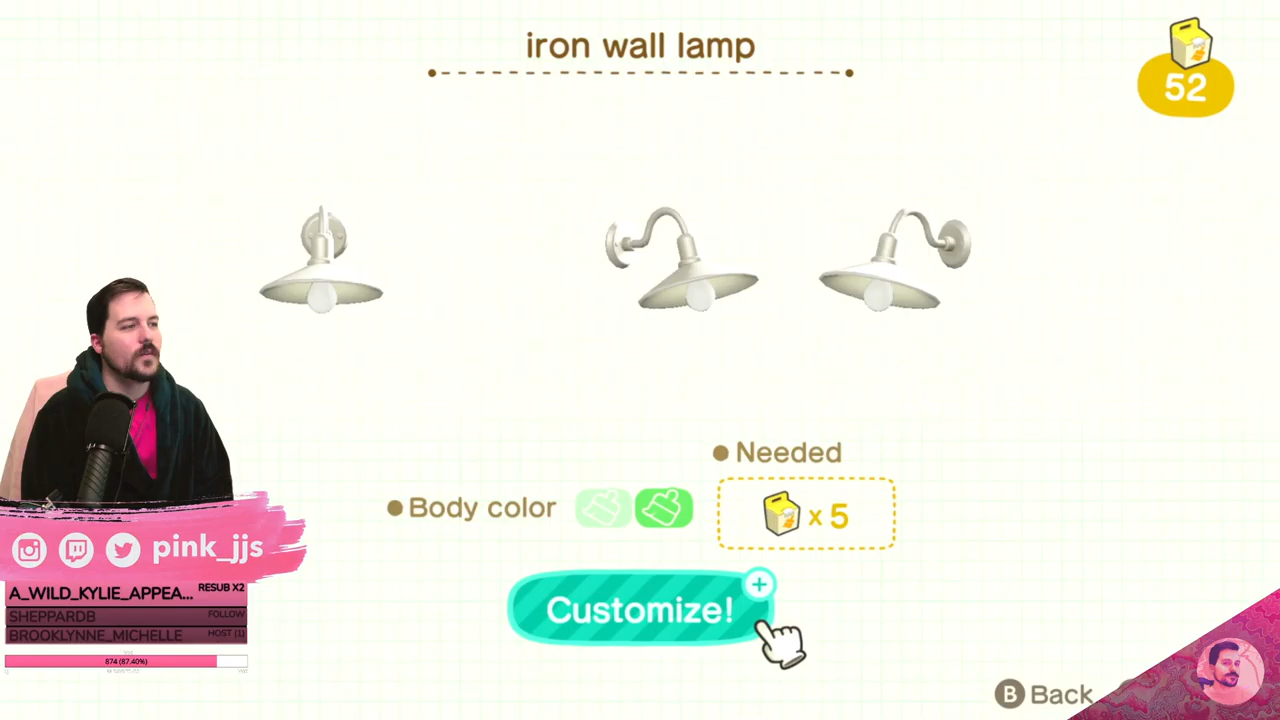 iron wall lamp
52
Needed
Body color
x 5
Customize!
pink_jjs
A_WILD_KYLIE_APPEA... RESUB X2
SHEPPARDB FOLLOW
BROOKLYNNE_MICHELLE HOST (1)
874 (87.40%)
B Back